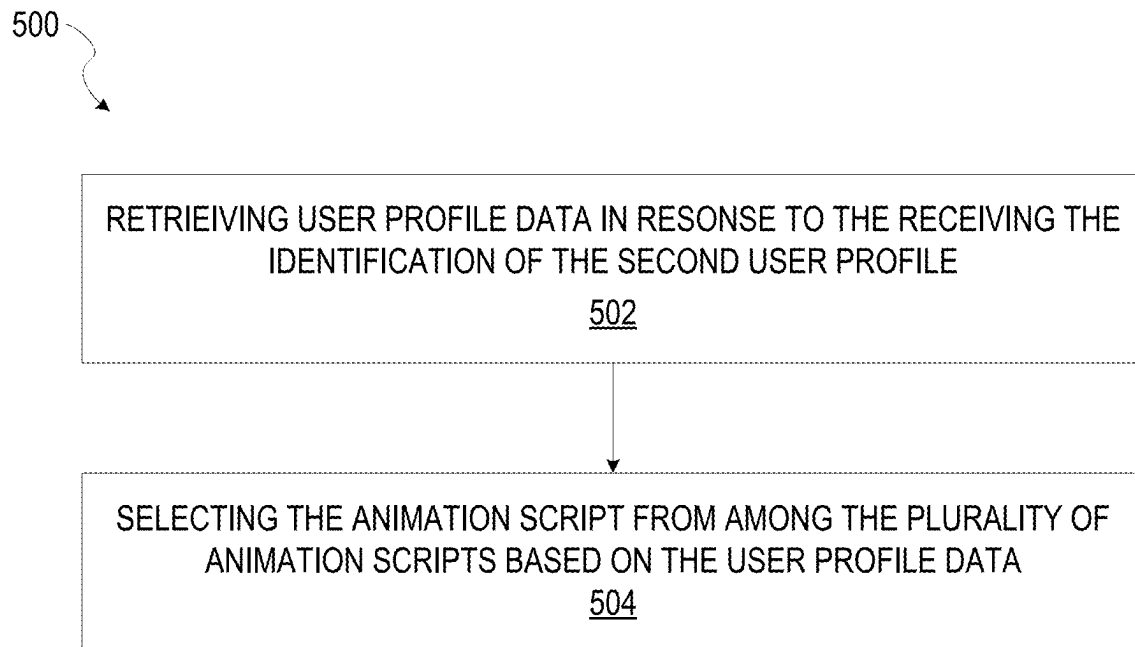 500
RETRIEIVING USER PROFILE DATA IN RESONSE TO THE RECEIVING THE
IDENTIFICATION OF THE SECOND USER PROFILE
502
SELECTING THE ANIMATION SCRIPT FROM AMONG THE PLURALITY OF
ANIMATION SCRIPTS BASED ON THE USER PROFILE DATA
504